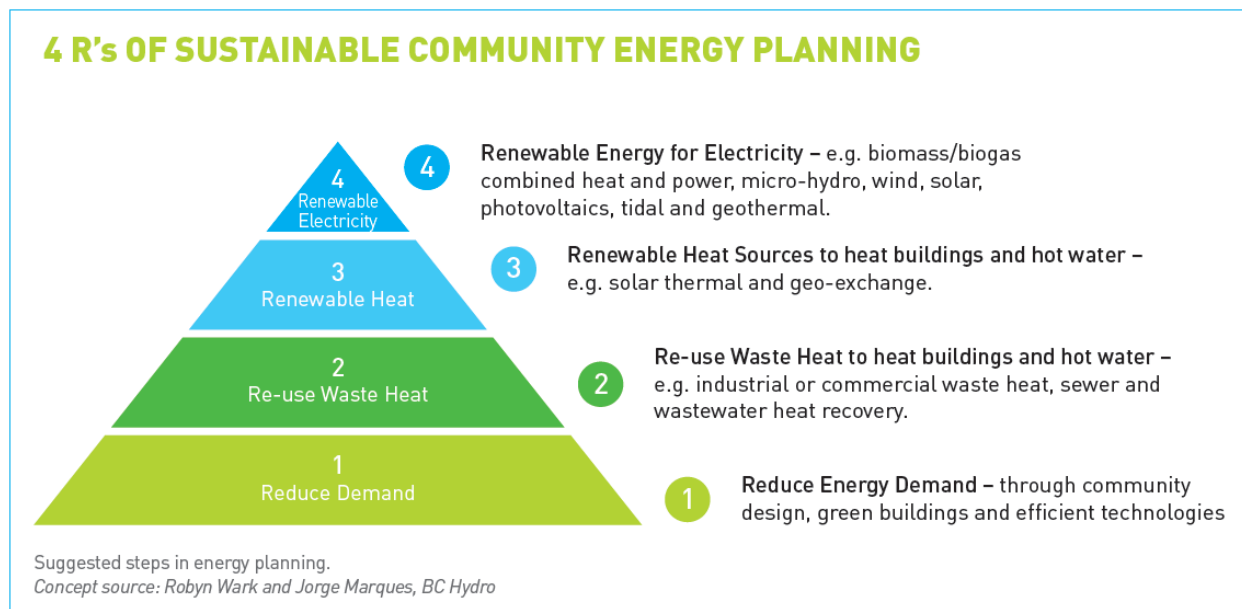 4 R's OF SUSTAINABLE COMMUNITY ENERGY PLANNING
4
Renewable
Electricity
4
Renewable Energy for Electricity – e.g. biomass/biogas
combined heat and power, micro-hydro, wind, solar,
photovoltaics, tidal and geothermal.
3
Renewable Heat
3
Renewable Heat Sources to heat buildings and hot water –
e.g. solar thermal and geo-exchange.
2
Re-use Waste Heat
2
Re-use Waste Heat to heat buildings and hot water –
e.g. industrial or commercial waste heat, sewer and
wastewater heat recovery.
1
Reduce Demand
1
Reduce Energy Demand – through community
design, green buildings and efficient technologies
Suggested steps in energy planning.
Concept source: Robyn Wark and Jorge Marques, BC Hydro